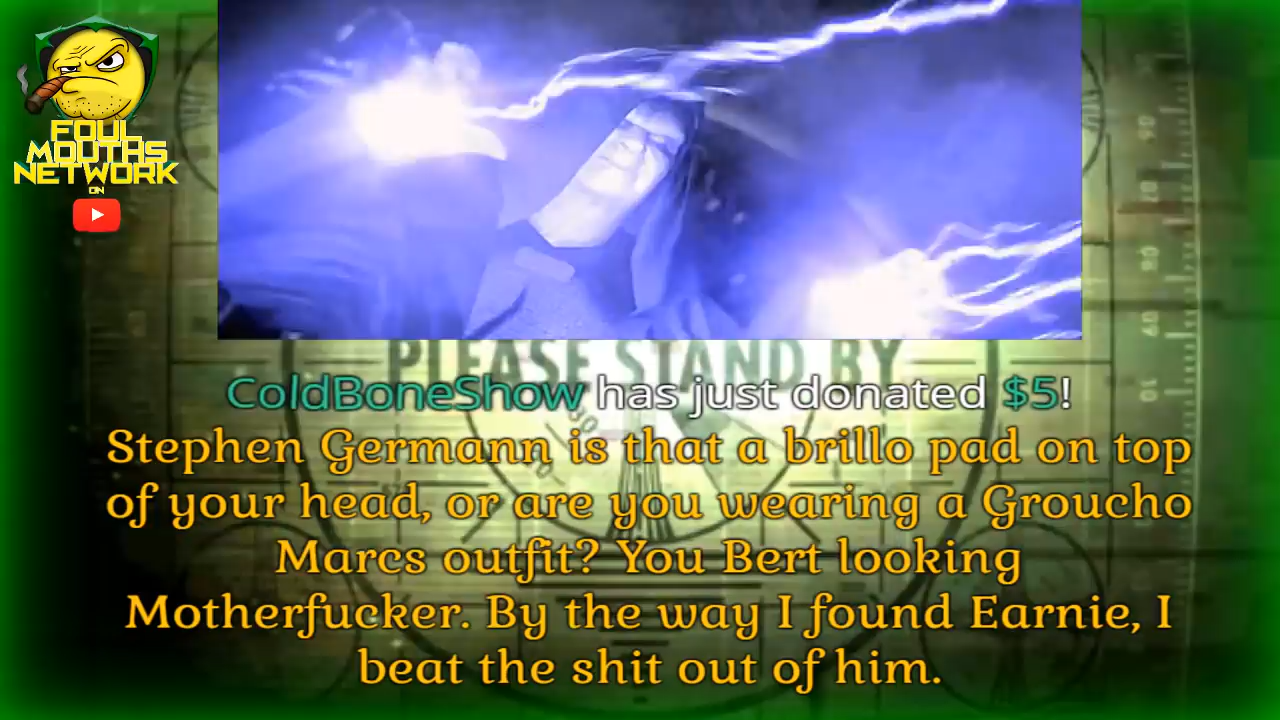 FOUL
MOUTHS
NETWORK
ON
PLEASE STAND BY
ColdBoneShow has just donated $5!
Stephen Germann is that a brillo pad on top
of your head, or are you wearing a Groucho
Marcs outfit? You Bert looking
Motherfucker. By the way I found Earnie, I
beat the shit out of him.